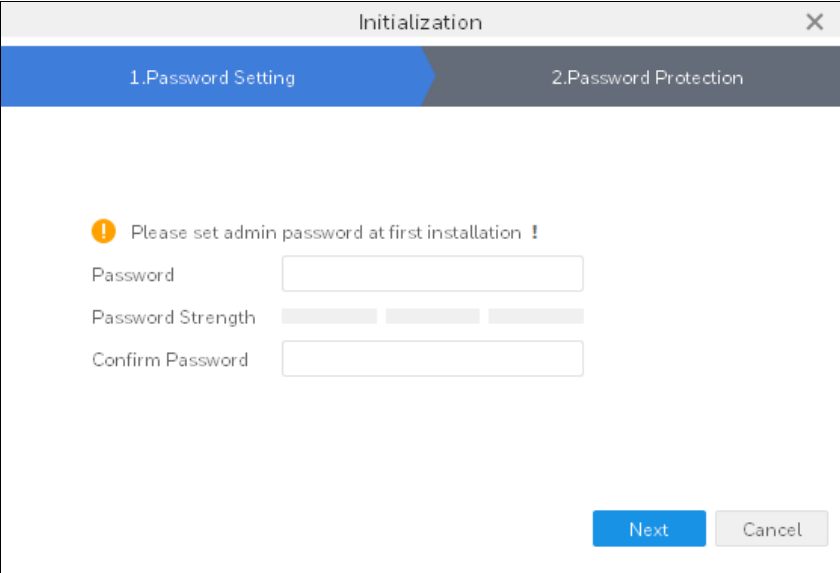 Initialization
1.Password Setting
2.Password Protection
Please set admin password at first installation !
Password
Password Strength
Confirm Password
Next
Cancel